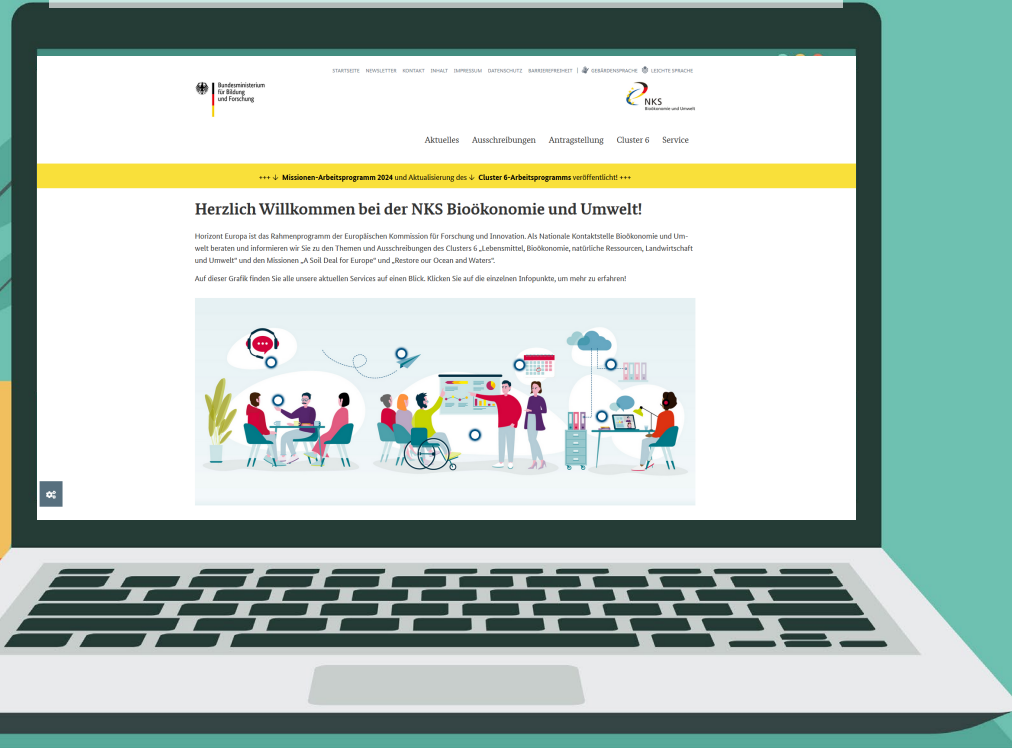 STARTSEITE NEWSLETTER KONTAKT INHALT IMPRESSUM DATENSCHUTZ BARRIEREFREIHEIT | GEBÄRDENSPRACHE LEICHTE SPRACHE
Bundesministerium
für Bildung
und Forschung
NKS
Bioökonomie und Umwelt
Aktuelles Ausschreibungen Antragstellung Cluster 6 Service
+++ ↓ Missionen-Arbeitsprogramm 2024 und Aktualisierung des ↓ Cluster 6-Arbeitsprogramms veröffentlicht! +++
Herzlich Willkommen bei der NKS Bioökonomie und Umwelt!
Horizont Europa ist das Rahmenprogramm der Europäischen Kommission für Forschung und Innovation. Als Nationale Kontaktstelle Bioökonomie und Um-
welt beraten und informieren wir Sie zu den Themen und Ausschreibungen des Clusters 6 „Lebensmittel, Bioökonomie, natürliche Ressourcen, Landwirtschaft
und Umwelt" und den Missionen „A Soil Deal for Europe" und „Restore our Ocean and Waters".
Auf dieser Grafik finden Sie alle unsere aktuellen Services auf einen Blick. Klicken Sie auf die einzelnen Infopunkte, um mehr zu erfahren!